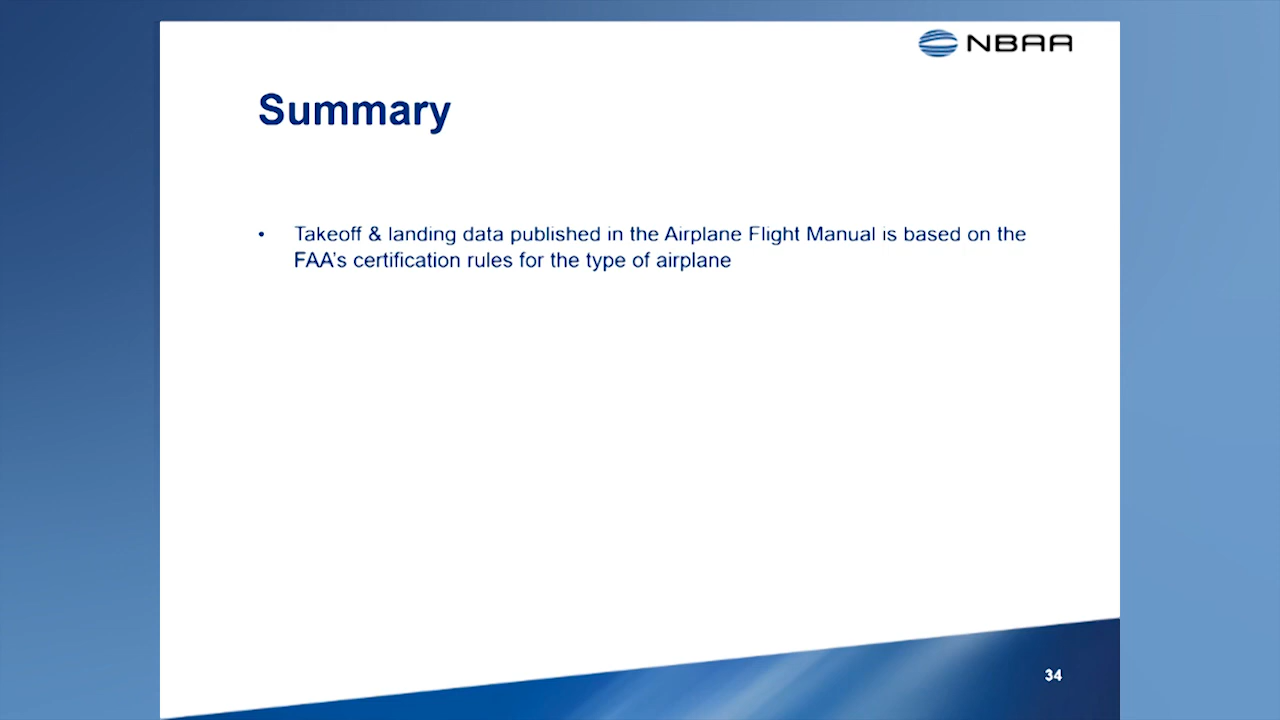 NBAA
Summary
• Takeoff & landing data published in the Airplane Flight Manual is based on the
FAA's certification rules for the type of airplane
34